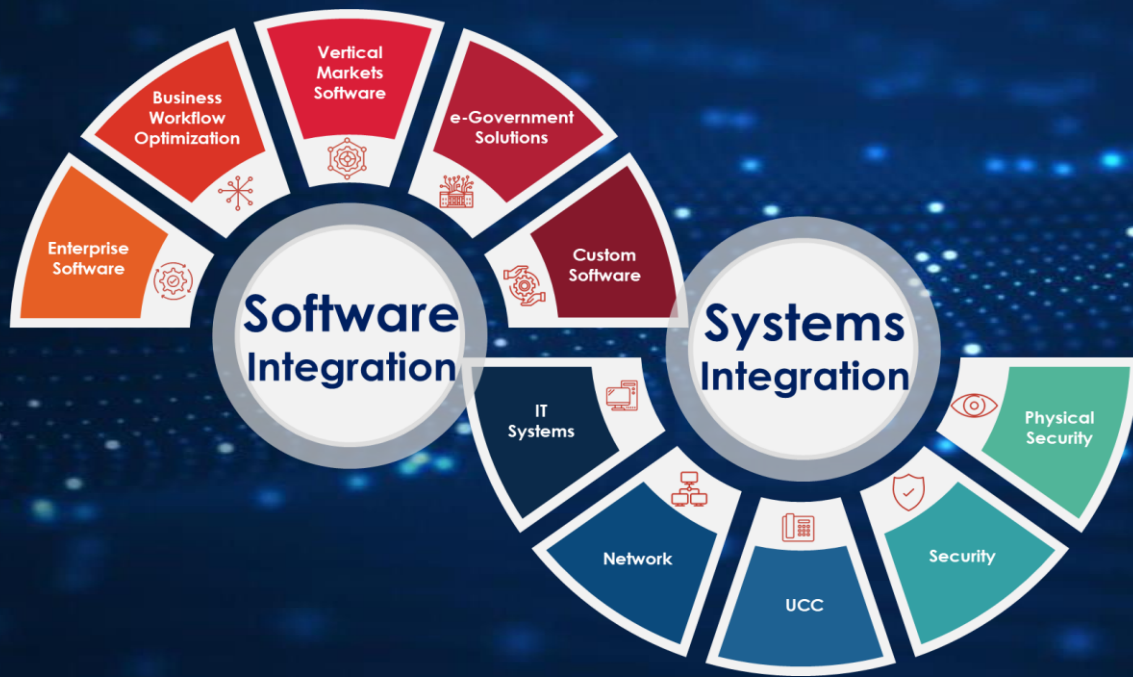 Vertical
Markets
Software
Business
Workflow
Optimization
e-Government
Solutions
Enterprise
Software
Custom
Software
Software
Integration
Systems
Integration
IT
Systems
Network
UCC
Security
Physical
Security